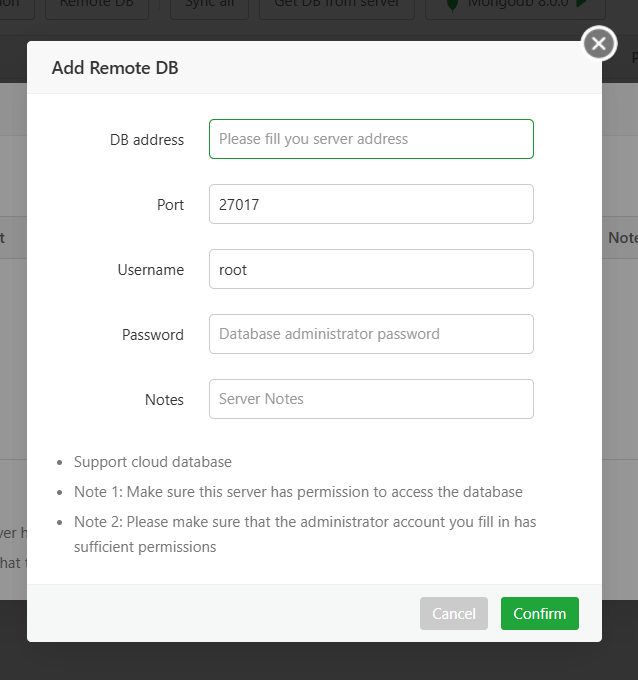 Remote DB
Sync all
Get DB from server
Mongodb 8.0.0
Add Remote DB
DB address
Please fill you server address
Port
27017
Username
root
Password
Database administrator password
Notes
Server Notes
Support cloud database
Note 1: Make sure this server has permission to access the database
Note 2: Please make sure that the administrator account you fill in has
sufficient permissions
Cancel
Confirm